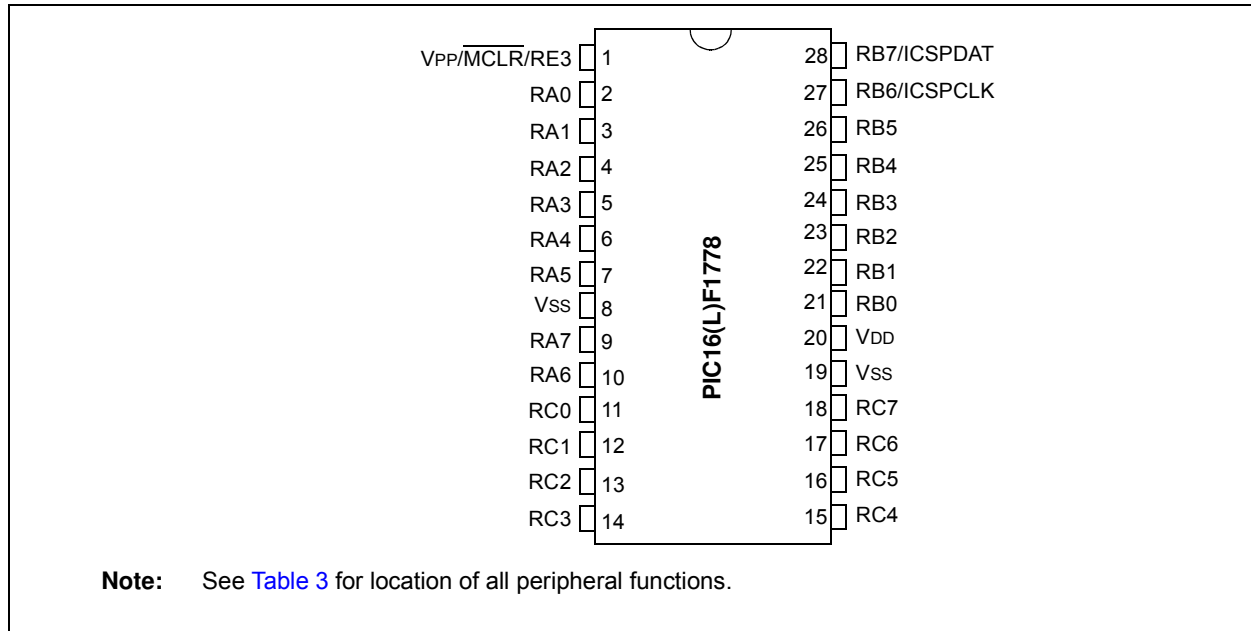 VPP/MCLR/RE3 1 28 RB7/ICSPDAT
RA0 2 27 RB6/ICSPCLK
RA1 3 26 RB5
RA2 4 25 RB4
RA3 5 24 RB3
RA4 6 23 RB2
RA5 7 22 RB1
VSS 8 21 RB0
RA7 9 20 VDD
RA6 10 19 VSS
RC0 11 18 RC7
RC1 12 17 RC6
RC2 13 16 RC5
RC3 14 15 RC4
PIC16(L)F1778
Note: See Table 3 for location of all peripheral functions.